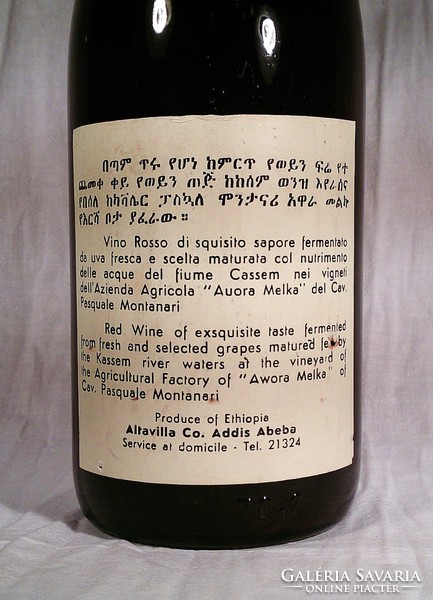 በጣም ጥሩ የሆነ ከምርጥ የወይን ፍሬ የተ
ጨመቀ ቀይ የወይን ጠጅ ከከሰም ወንዝ እየራሰና
የበሰለ ከካቫሌር ፓስኳለ ሞንታናሪ አዋራ መልካ
የእርሻ ቦታ ያፈራው ።
Vino Rosso di squisito sapore fermentato
da uva fresca e scelta maturata col nutrimento
delle acque del fiume Cassem nei vigneti
dell'Azienda Agricola "Auora Melka" del Cav.
Pasquale Montanari
Red Wine of exsquisite taste fermented
from fresh and selected grapes matured fed by
the Kassem river waters at the vineyard of
the Agricultural Factory of "Awora Melka" of
Cav. Pasquale Montanari
Produce of Ethiopia
Altavilla Co. Addis Abeba
Service at domicile - Tel. 21324
GALÉRIA SAVARIA
ONLINE PIACTÉR